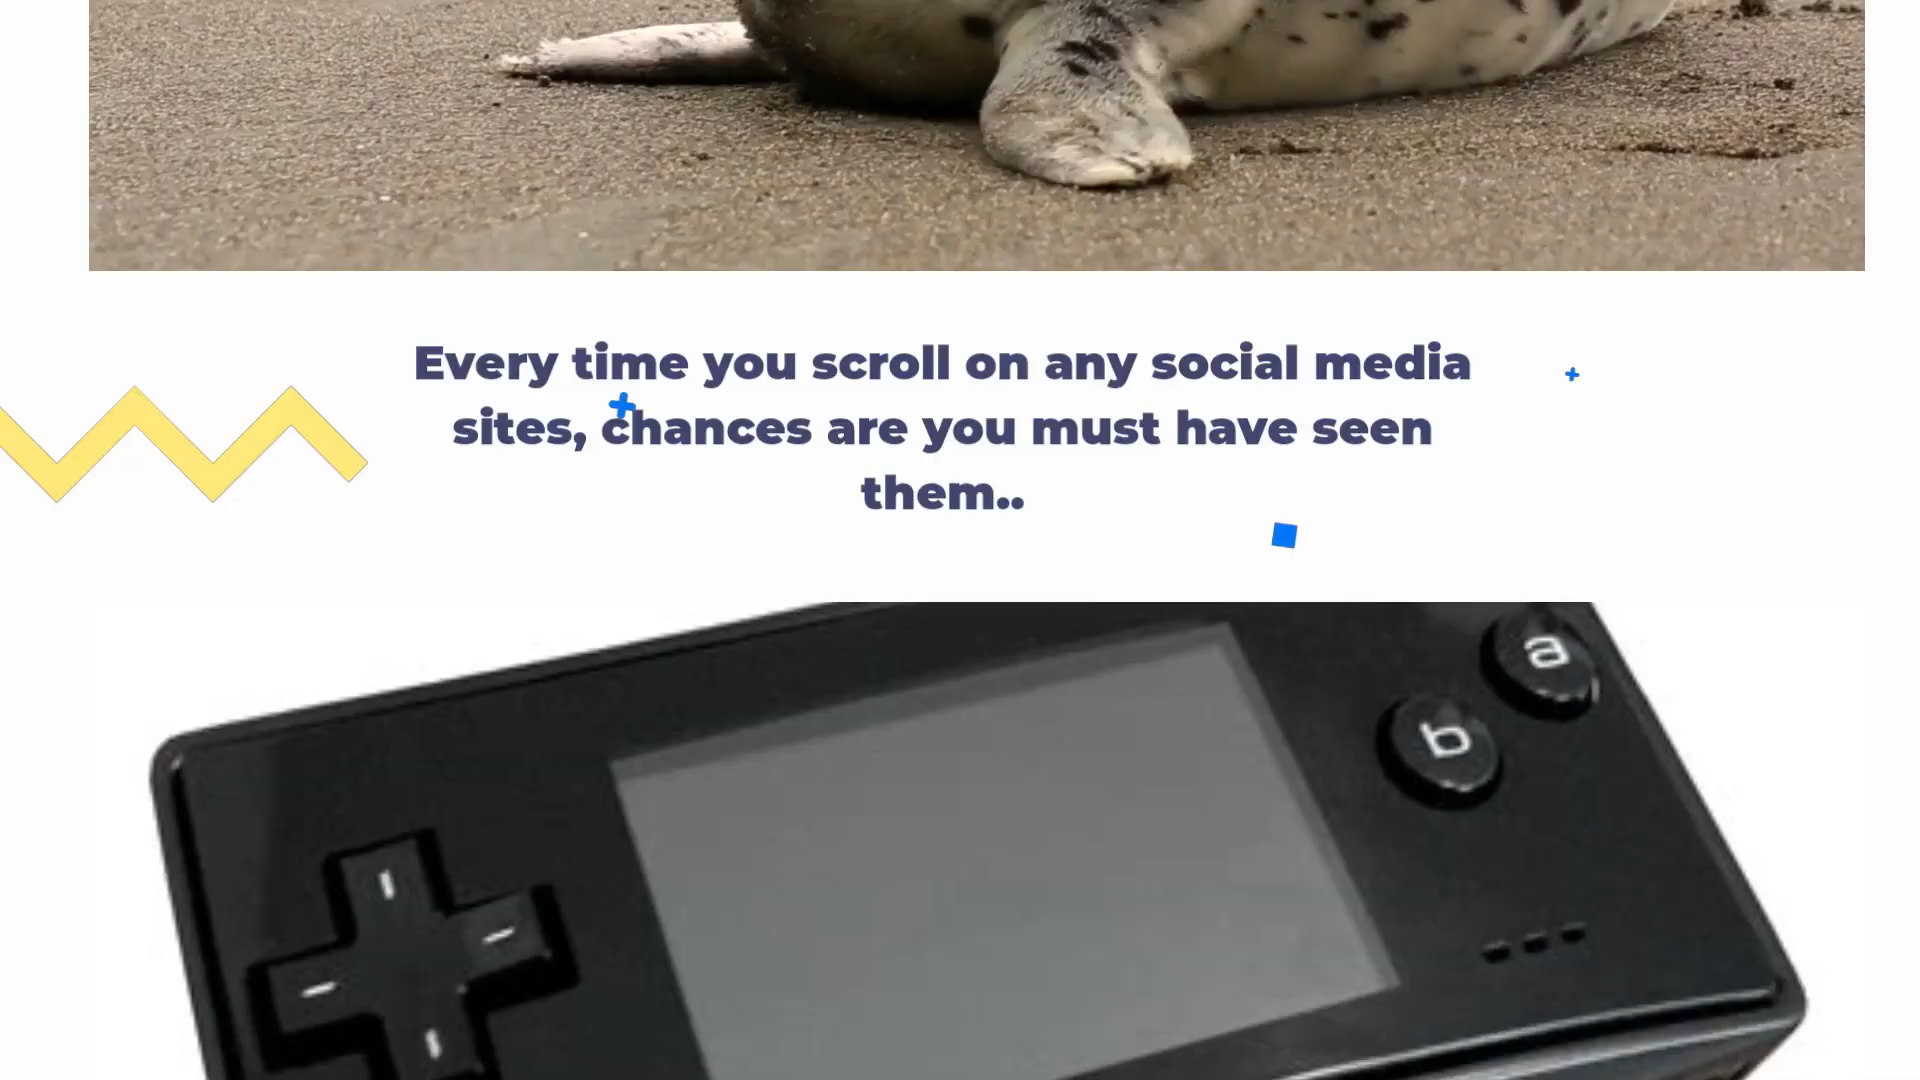 Every time you scroll on any social media
sites, chances are you must have seen
them..
a
b